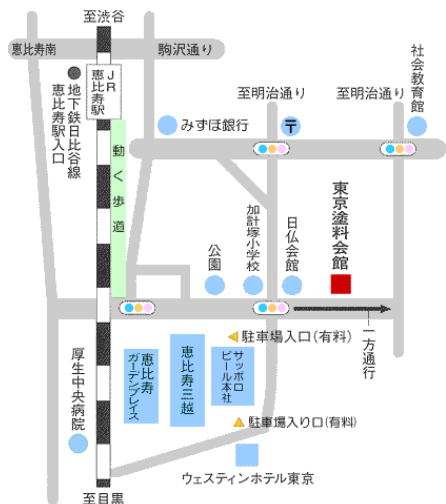 至渋谷
恵比寿南
駒沢通り
社会教育館
JR
恵比寿駅
地下鉄日比谷線
恵比寿駅入口
至明治通り
至明治通り
みずほ銀行
〒
動く歩道
東京塗料会館
日仏会館
加計塚小学校
公園
一方通行
駐車場入口(有料)
サッポロ
ビール本社
恵比寿三越
恵比寿
ガーデンプレイス
厚生中央病院
駐車場入り口(有料)
ウェスティンホテル東京
至目黒